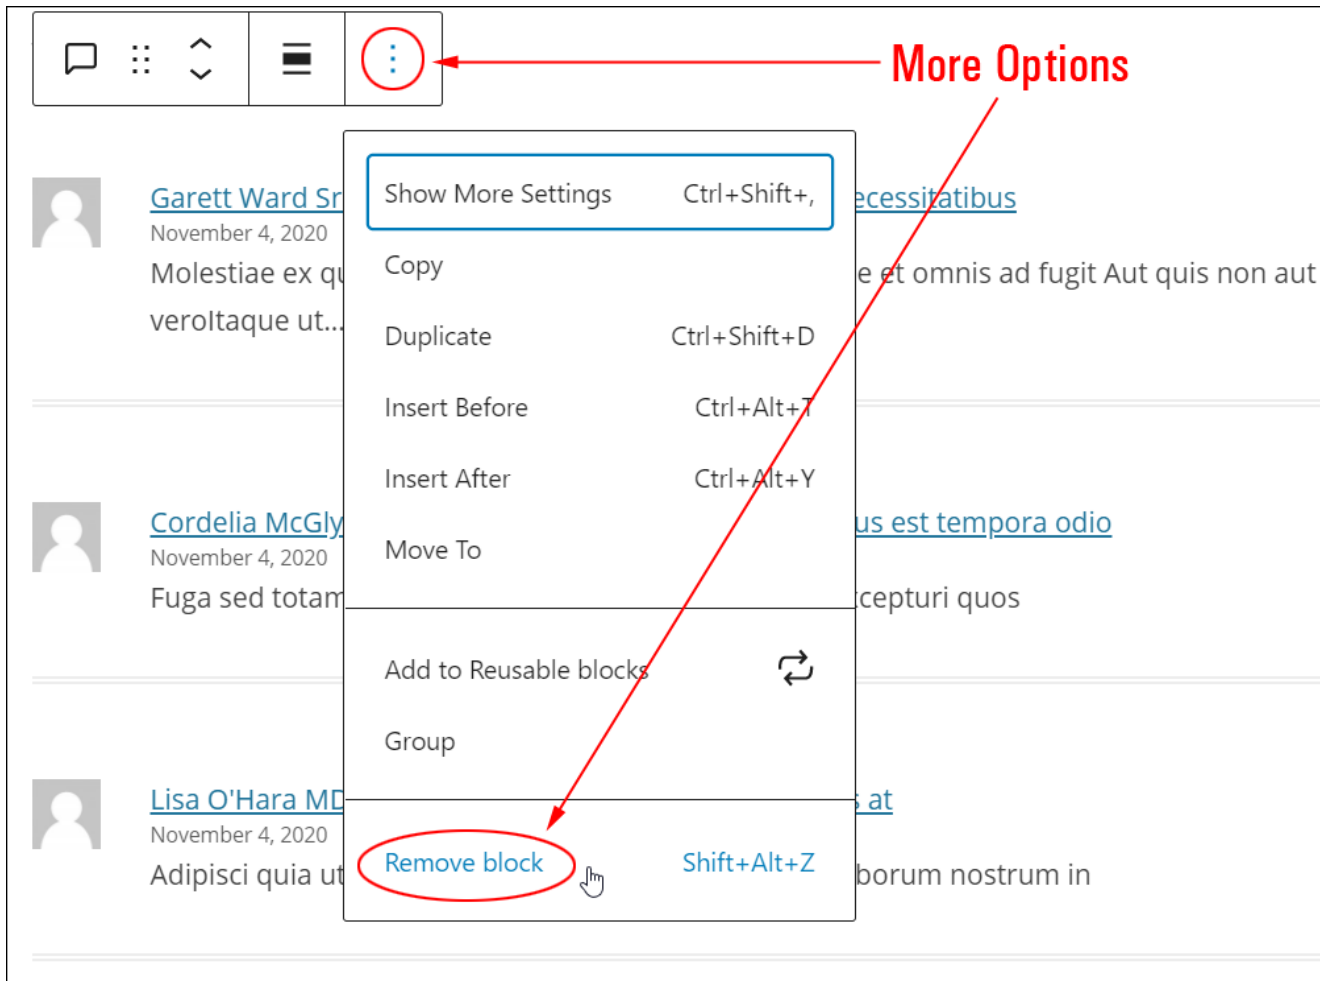 More Options
Garett Ward Sr
ecessitatibus
November 4, 2020
Molestiae ex qu
e et omnis ad fugit Aut quis non aut
veroItaque ut...
Show More Settings Ctrl+Shift+,
Copy
Duplicate Ctrl+Shift+D
Insert Before Ctrl+Alt+T
Insert After Ctrl+Alt+Y
Move To
Cordelia McGly
us est tempora odio
November 4, 2020
Fuga sed totam
cepturi quos
Add to Reusable blocks
Group
Lisa O'Hara MD
s at
November 4, 2020
Adipisci quia ut
borum nostrum in
Remove block Shift+Alt+Z